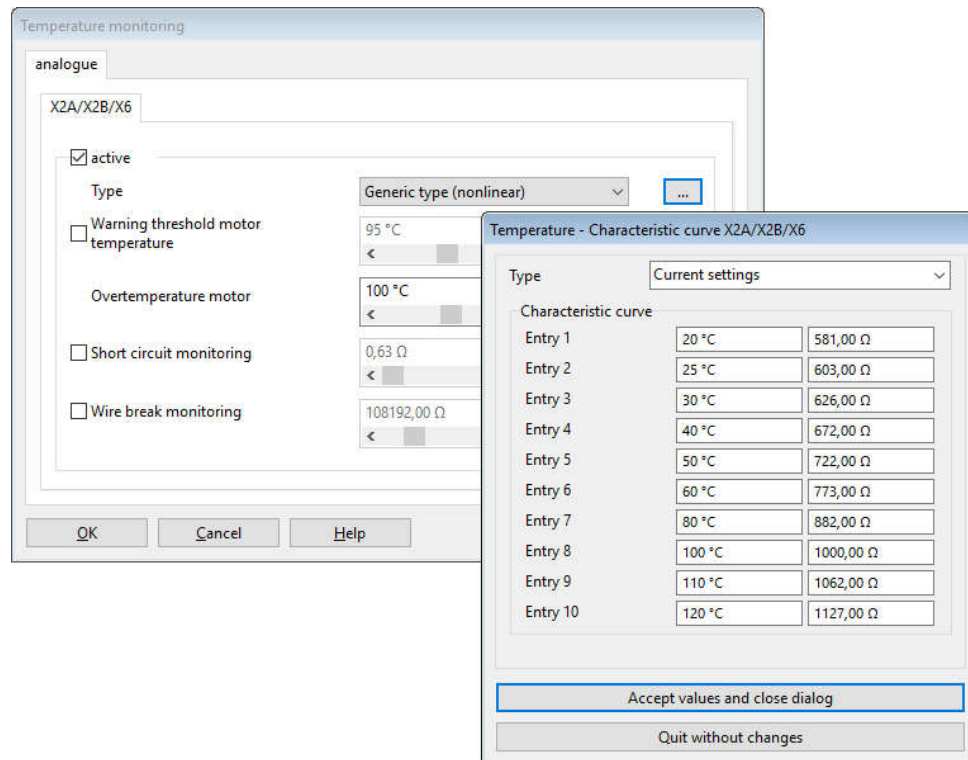 Temperature monitoring
analogue
X2A/X2B/X6
active
Type
Generic type (nonlinear)
...
Warning threshold motor
temperature
95 °C
Overtemperature motor
100 °C
Short circuit monitoring
0,63 Ω
Wire break monitoring
108192,00 Ω
OK
Cancel
Help
Temperature - Characteristic curve X2A/X2B/X6
Type
Current settings
Characteristic curve
Entry 1 20 °C 581,00 Ω
Entry 2 25 °C 603,00 Ω
Entry 3 30 °C 626,00 Ω
Entry 4 40 °C 672,00 Ω
Entry 5 50 °C 722,00 Ω
Entry 6 60 °C 773,00 Ω
Entry 7 80 °C 882,00 Ω
Entry 8 100 °C 1000,00 Ω
Entry 9 110 °C 1062,00 Ω
Entry 10 120 °C 1127,00 Ω
Accept values and close dialog
Quit without changes